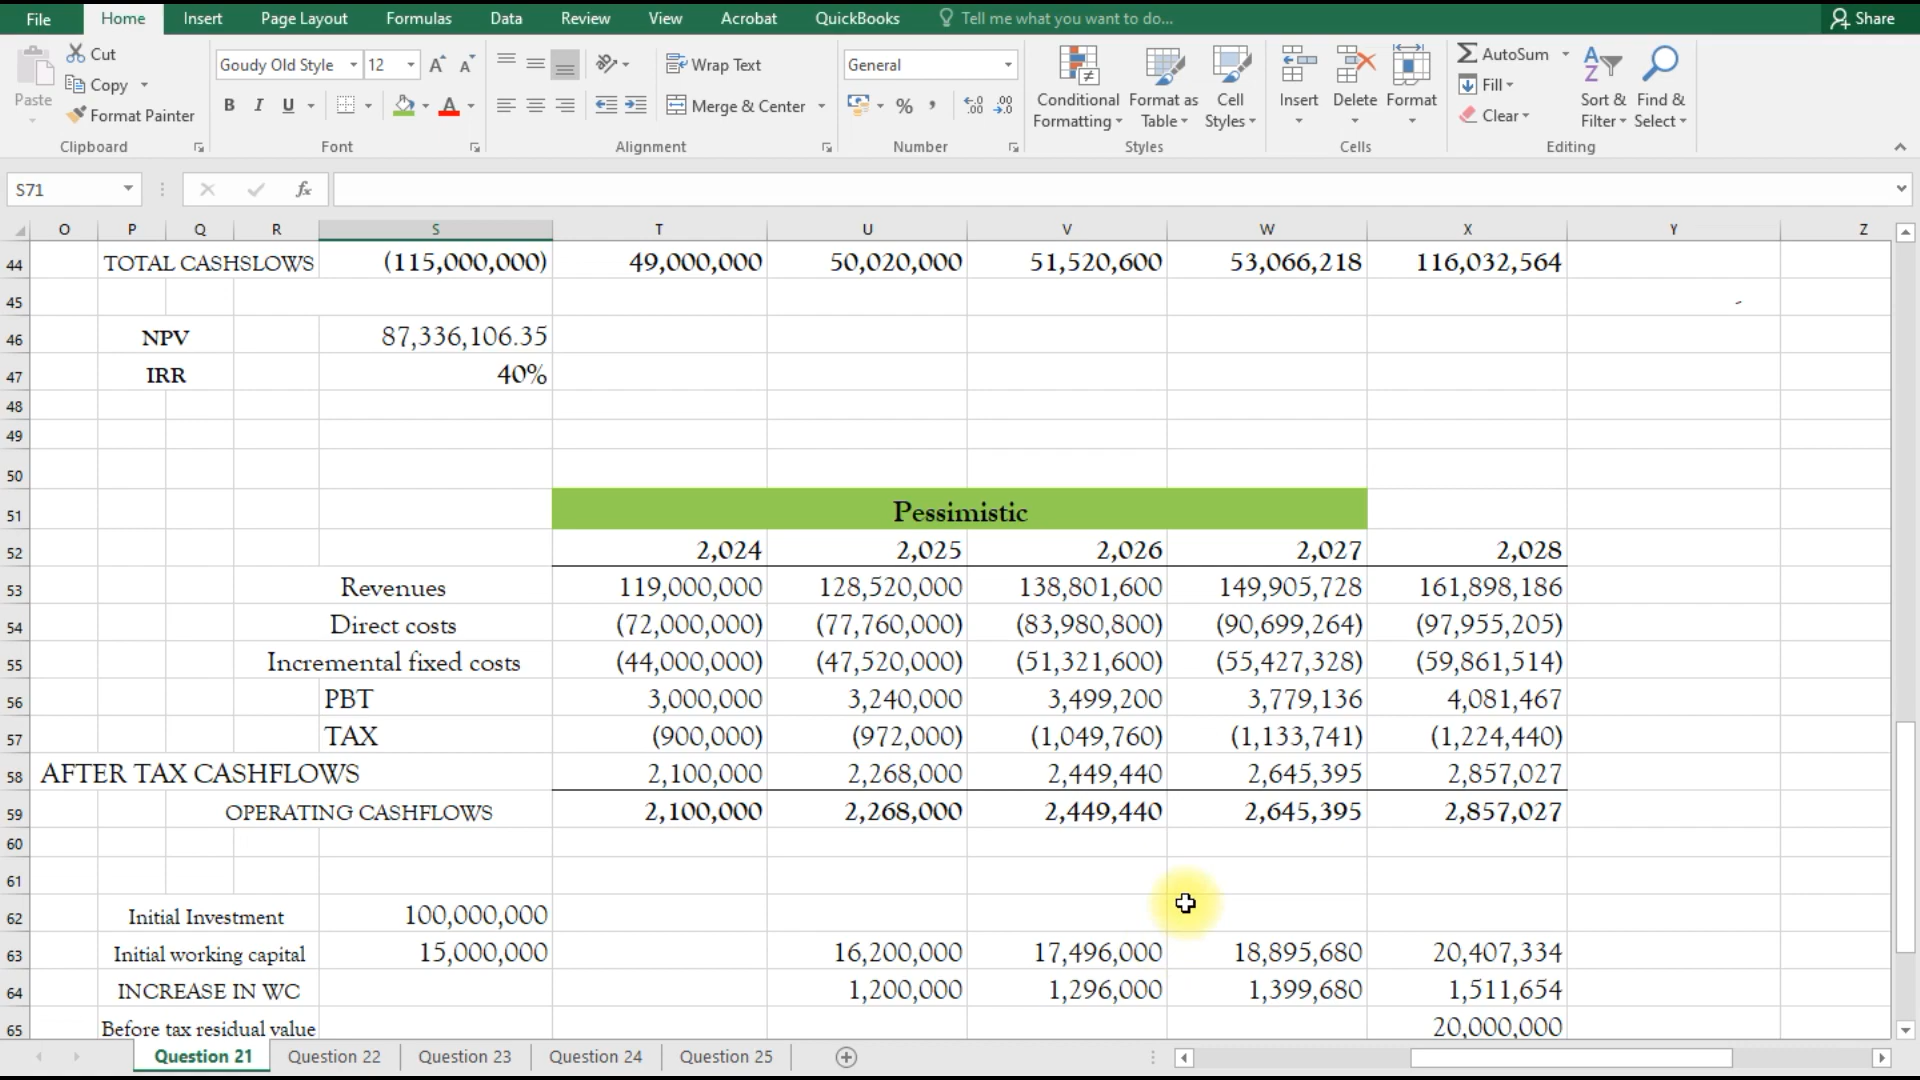 File Home Insert Page Layout Formulas Data Review View Acrobat QuickBooks Tell me what you want to do... Share
Paste Cut Copy Format Painter Clipboard
Goudy Old Style 12 A A B I U A Font
Wrap Text Merge & Center Alignment
General % , .00 .00 Number
Conditional Formatting Format as Table Cell Styles Styles
Insert Delete Format Cells
AutoSum Fill Clear Sort & Filter Find & Select Editing
S71 fx
O P Q R S T U V W X Y Z
44 TOTAL CASHSLOWS (115,000,000) 49,000,000 50,020,000 51,520,600 53,066,218 116,032,564
45
46 NPV 87,336,106.35
47 IRR 40%
48
49
50
51 Pessimistic
52 2,024 2,025 2,026 2,027 2,028
53 Revenues 119,000,000 128,520,000 138,801,600 149,905,728 161,898,186
54 Direct costs (72,000,000) (77,760,000) (83,980,800) (90,699,264) (97,955,205)
55 Incremental fixed costs (44,000,000) (47,520,000) (51,321,600) (55,427,328) (59,861,514)
56 PBT 3,000,000 3,240,000 3,499,200 3,779,136 4,081,467
57 TAX (900,000) (972,000) (1,049,760) (1,133,741) (1,224,440)
58 AFTER TAX CASHFLOWS 2,100,000 2,268,000 2,449,440 2,645,395 2,857,027
59 OPERATING CASHFLOWS 2,100,000 2,268,000 2,449,440 2,645,395 2,857,027
60
61
62 Initial Investment 100,000,000
63 Initial working capital 15,000,000 16,200,000 17,496,000 18,895,680 20,407,334
64 INCREASE IN WC 1,200,000 1,296,000 1,399,680 1,511,654
65 Before tax residual value 20,000,000
Question 21 Question 22 Question 23 Question 24 Question 25